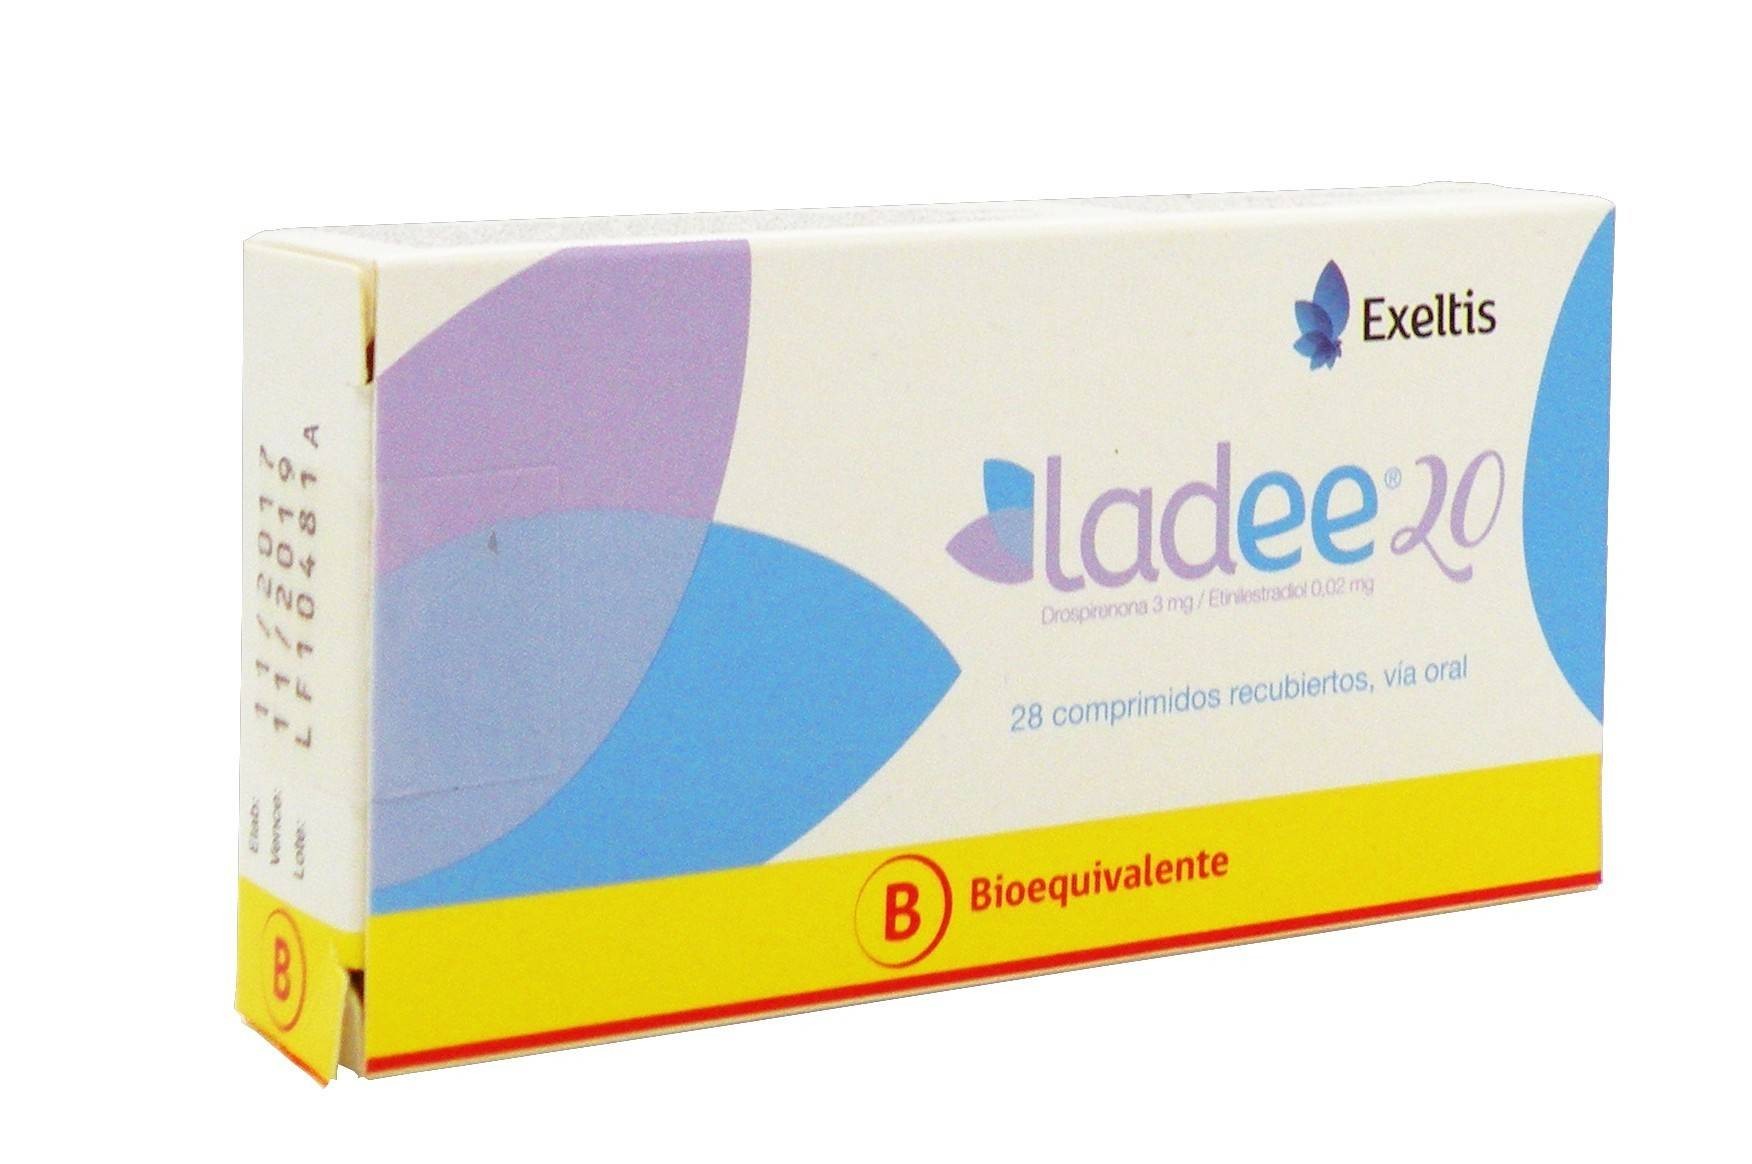 Exeltis
ladee® 20
Drospirenona 3 mg / Etinilestradiol 0,02 mg
28 comprimidos recubiertos, vía oral
B Bioequivalente
Elab: 11/2017
Vence: 11/2019
Lote: LF10481A
B